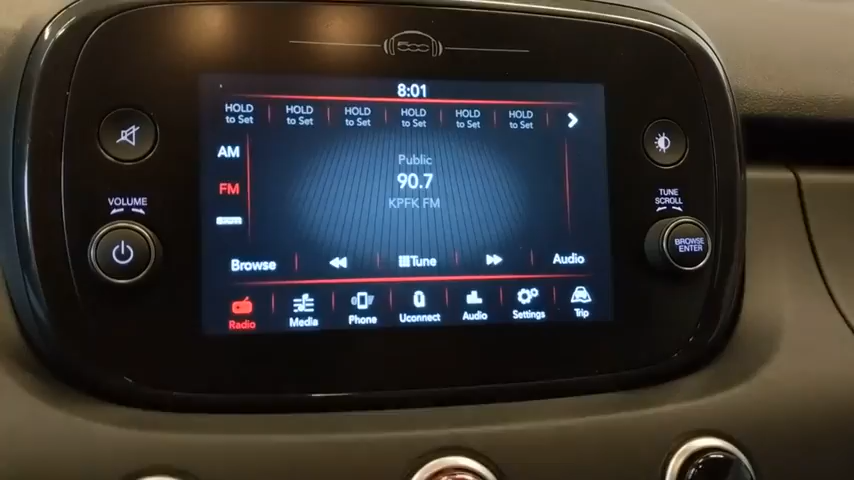 500
8:01
HOLD to Set HOLD to Set HOLD to Set HOLD to Set HOLD to Set HOLD to Set
AM
Public
FM
90.7
KPFK FM
VOLUME
TUNE
SCROLL
BROWSE
ENTER
Browse Tune Audio
Radio Media Phone Uconnect Audio Settings Trip